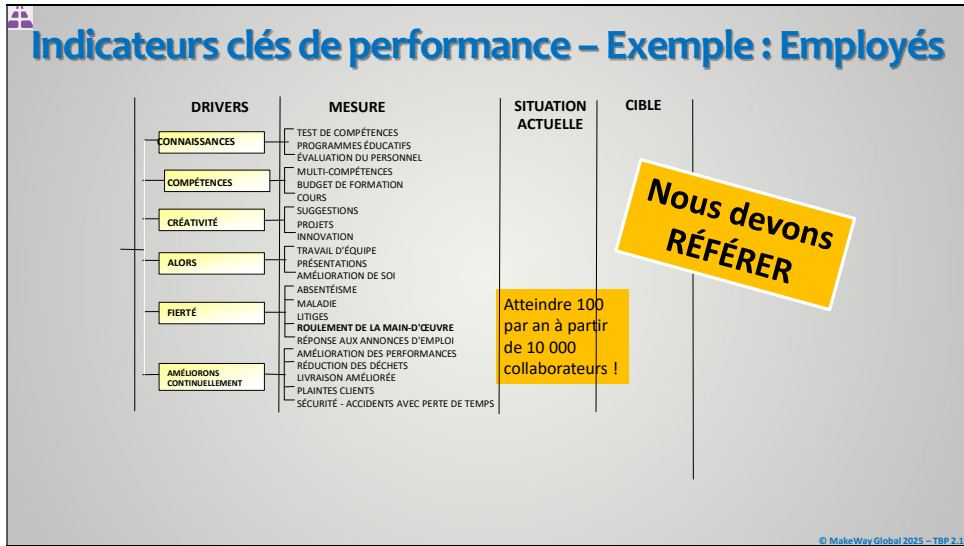 Indicateurs clés de performance – Exemple : Employés
DRIVERS
MESURE
SITUATION
ACTUELLE
CIBLE
CONNAISSANCES
TEST DE COMPÉTENCES
PROGRAMMES ÉDUCATIFS
ÉVALUATION DU PERSONNEL
COMPÉTENCES
MULTI-COMPÉTENCES
BUDGET DE FORMATION
COURS
CRÉATIVITÉ
SUGGESTIONS
PROJETS
INNOVATION
ALORS
TRAVAIL D'ÉQUIPE
PRÉSENTATIONS
AMÉLIORATION DE SOI
FIERTÉ
ABSENTÉISME
MALADIE
LITIGES
ROULEMENT DE LA MAIN-D'ŒUVRE
RÉPONSE AUX ANNONCES D'EMPLOI
AMÉLIORONS
CONTINUELLEMENT
AMÉLIORATION DES PERFORMANCES
RÉDUCTION DES DÉCHETS
LIVRAISON AMÉLIORÉE
PLAINTES CLIENTS
SÉCURITÉ - ACCIDENTS AVEC PERTE DE TEMPS
Atteindre 100
par an à partir
de 10 000
collaborateurs !
Nous devons
RÉFÉRER
© MakeWay Global 2025 – TBP 2.1